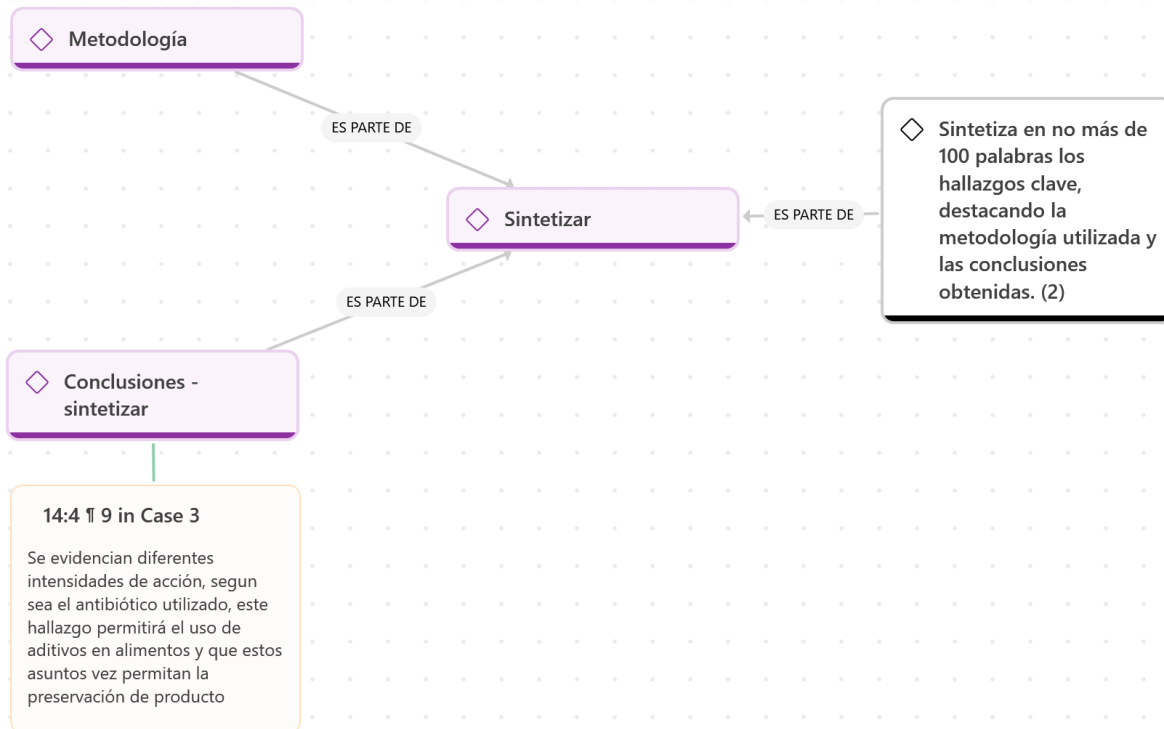 Metodología
ES PARTE DE
Sintetiza en no más de
100 palabras los
hallazgos clave,
destacando la
metodología utilizada y
las conclusiones
obtenidas. (2)
Sintetizar
ES PARTE DE
ES PARTE DE
Conclusiones -
sintetizar
14:4 ¶ 9 in Case 3
Se evidencian diferentes
intensidades de acción, segun
sea el antibiótico utilizado, este
hallazgo permitirá el uso de
aditivos en alimentos y que estos
asuntos vez permitan la
preservación de producto